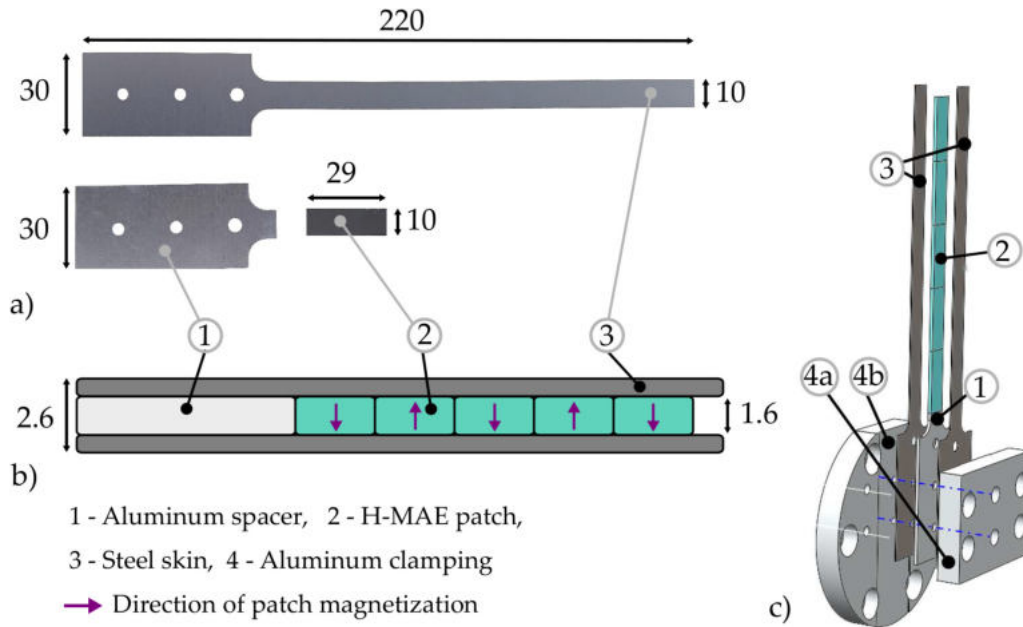 220
30
10
29
30
10
a)
1
2
3
2.6
1.6
b)
1 - Aluminum spacer, 2 - H-MAE patch,
3 - Steel skin, 4 - Aluminum clamping
Direction of patch magnetization
3
2
4a
4b
1
c)